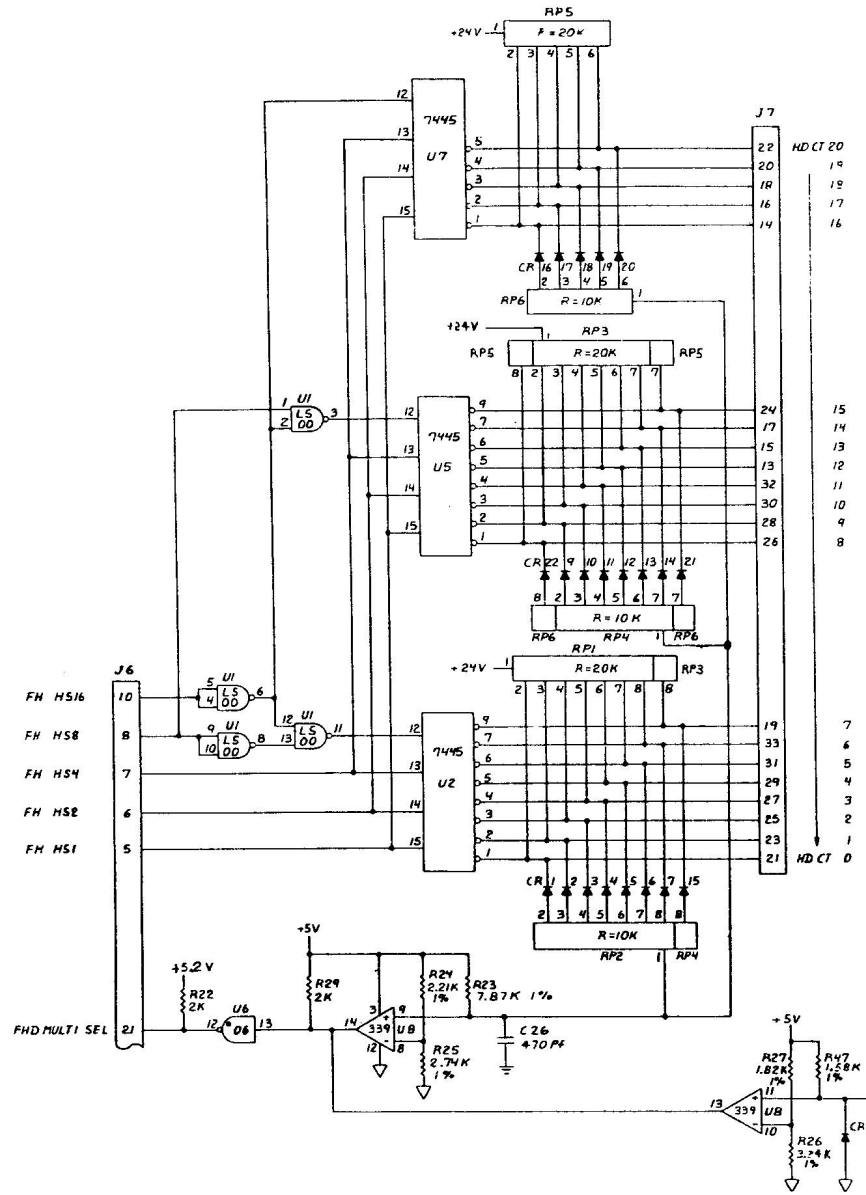 RP5
+24V 1 R=20K
2 3 4 5 6
J7
12 7445
13 U7
14
15
5 22 HD CT 20
4 20 19
3 18 18
2 16 17
1 14 16
CR 16 17 18 19 20
2 3 4 5 6 1
RP6 R=10K
+24V 1 RP3
RP5 R=20K RP5
8 2 3 4 5 6 7 7
1 U1
2 LS 00 3
12 7445
13 U5
14
15
9 24 15
7 17 14
6 15 13
5 13 12
4 32 11
3 30 10
2 28 9
1 26 8
CR22 9 10 11 12 13 14 21
8 2 3 4 5 6 7 7
R=10K
RP6 RP4 1 RP6
RP1
+24V 1 R=20K RP3
2 3 4 5 6 7 8 8
J6
FH HS16 10 5 4 U1 LS 00 6
FH HS8 8 9 10 U1 LS 00 8
12 13 U1 LS 00 11
FH HS4 7
FH HS2 6
FH HS1 5
12 7445
13 U2
14
15
9 19 7
7 33 6
6 31 5
5 29 4
4 27 3
3 25 2
2 23 1
1 21 HD CT 0
CR 1 2 3 4 5 6 7 15
2 3 4 5 6 7 8 8
R=10K
RP2 1 RP4
+5.2V
R22
2K
FHD MULTI SEL 21 12 U6 06 13
+5V
R29
2K
R24
2.21K
1%
R23
7.87K 1%
14 339 U8
3 9
12 8
R25
2.74K
1%
C26
470 Pf
+5V
R27
1.82K
1%
R47
1.58K
1%
13 339 U8
11
10
CR
R26
1%